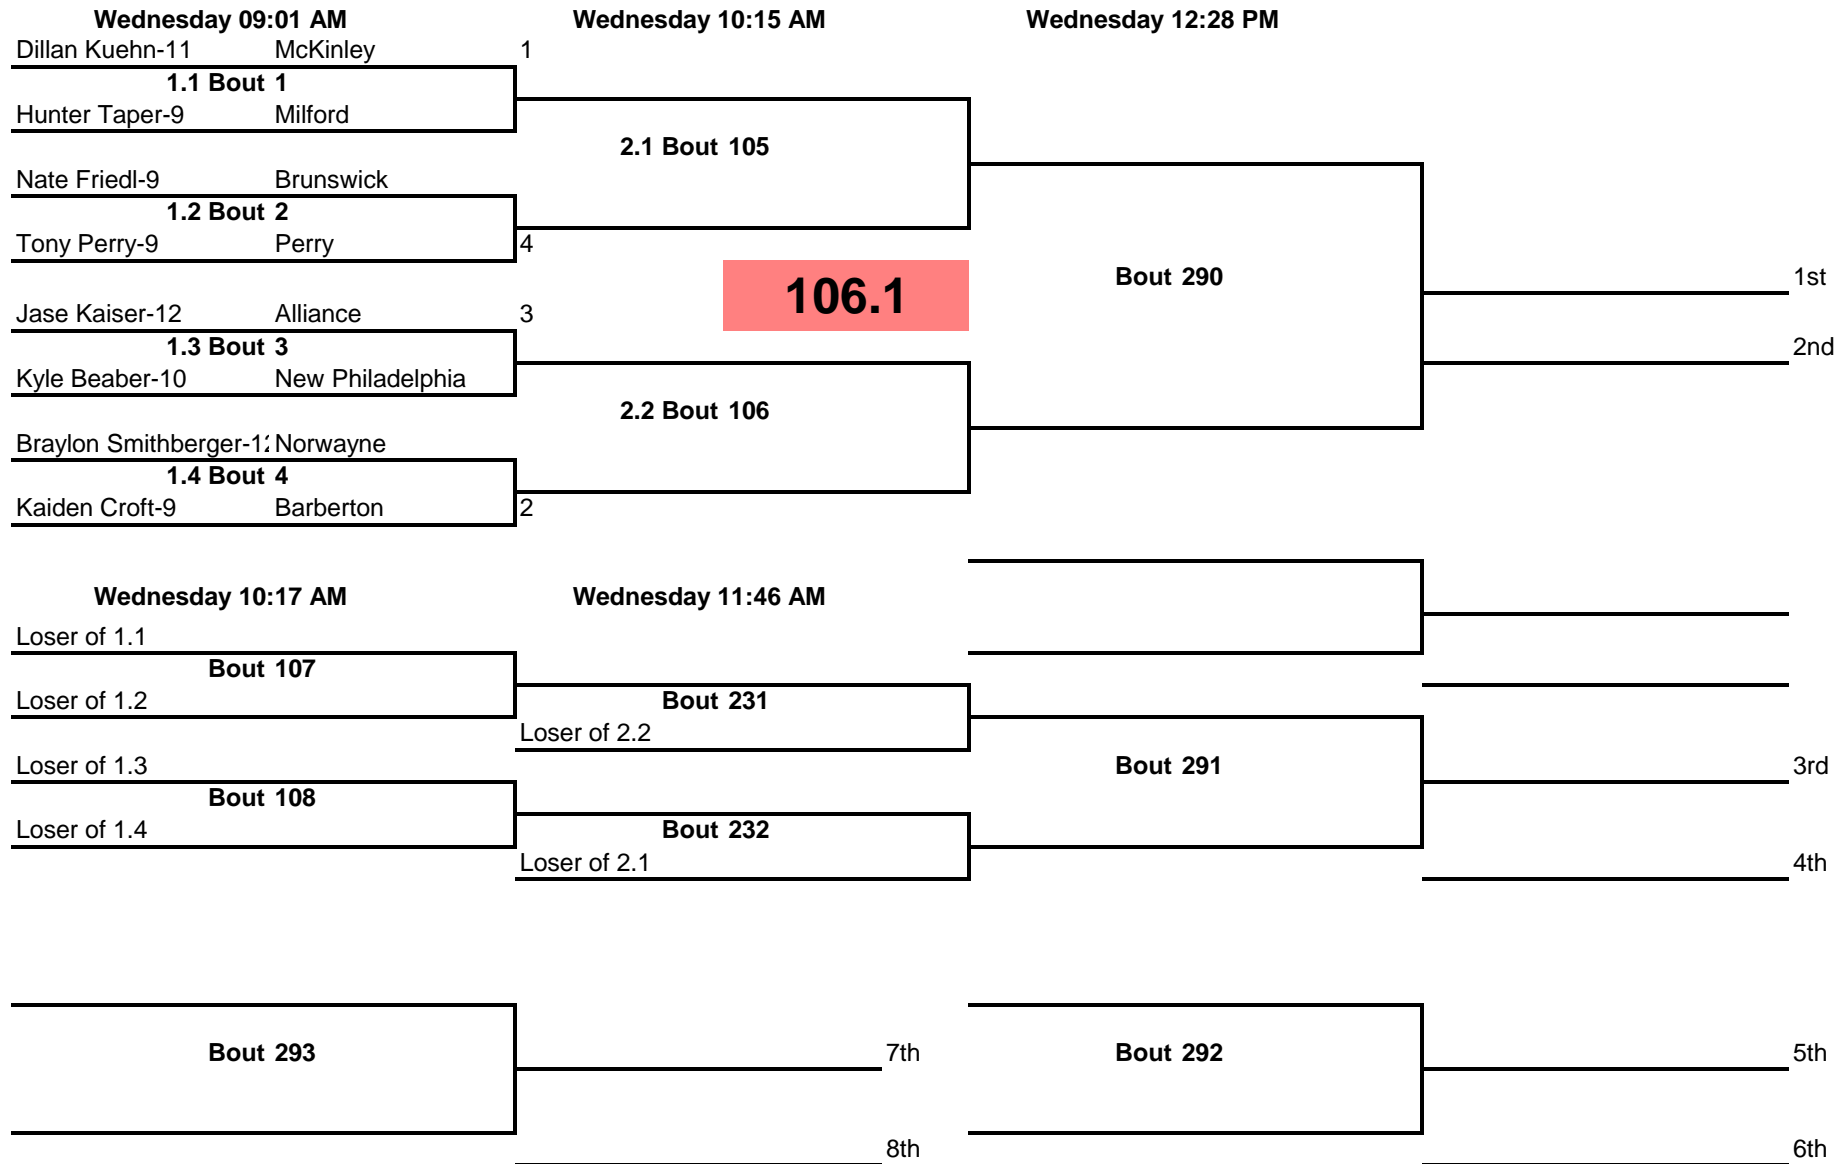 Wednesday 09:01 AM Wednesday 10:15 AM Wednesday 12:28 PM
Dillan Kuehn-11 McKinley 1
1.1 Bout 1
Hunter Taper-9 Milford
2.1 Bout 105
Nate Friedl-9 Brunswick
1.2 Bout 2
Tony Perry-9 Perry 4
106.1
Bout 290 1st
Jase Kaiser-12 Alliance 3
1.3 Bout 3 2nd
Kyle Beaber-10 New Philadelphia
2.2 Bout 106
Braylon Smithberger-12 Norwayne
1.4 Bout 4
Kaiden Croft-9 Barberton 2
Wednesday 10:17 AM Wednesday 11:46 AM
Loser of 1.1
Bout 107
Loser of 1.2 Bout 231
Loser of 2.2
Loser of 1.3 Bout 291 3rd
Bout 108
Loser of 1.4 Bout 232
Loser of 2.1 4th
Bout 293 7th Bout 292 5th
8th 6th